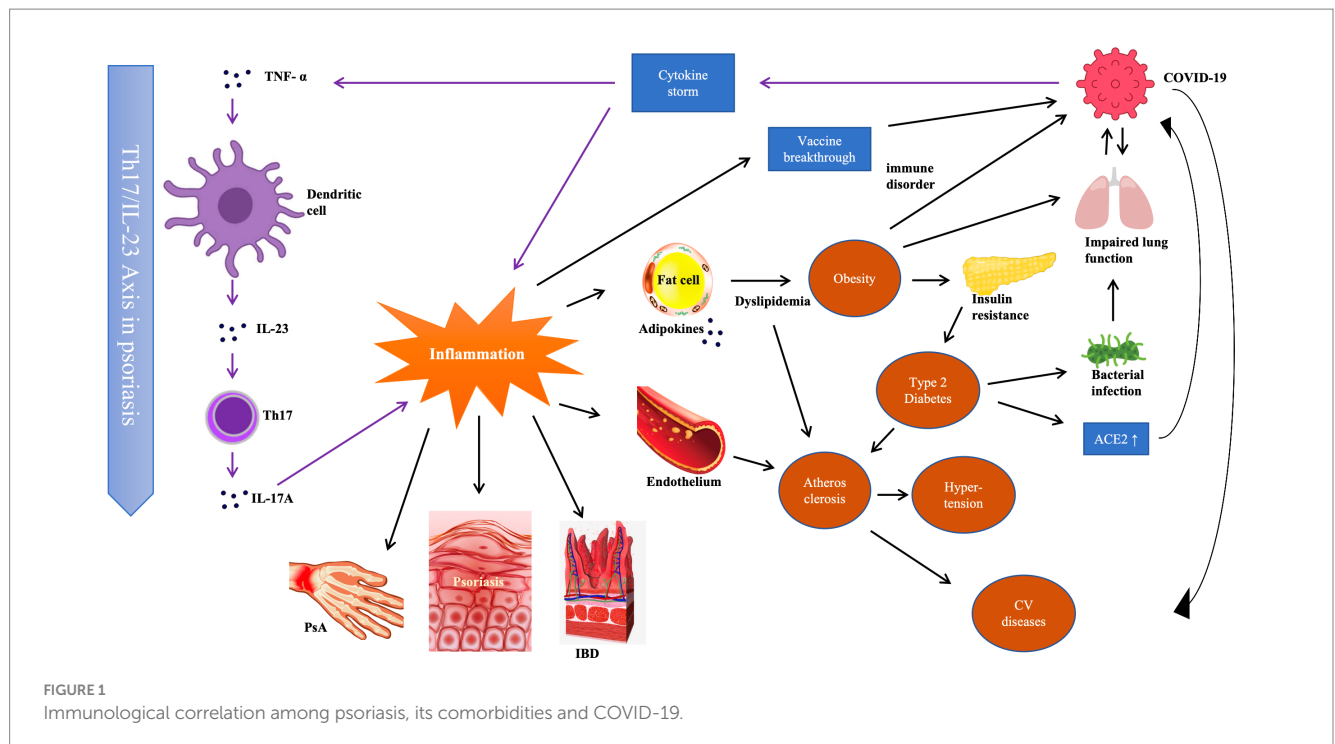 Th17/IL-23 Axis in psoriasis
TNF- α
Dendritic
cell
IL-23
Th17
IL-17A
Cytokine
storm
COVID-19
Vaccine
breakthrough
immune
disorder
Impaired lung
function
Fat cell
Adipokines
Dyslipidemia
Obesity
Insulin
resistance
Inflammation
Type 2
Diabetes
Bacterial
infection
ACE2 ↑
Endothelium
Atheros
clerosis
Hyper-
tension
CV
diseases
PsA
Psoriasis
IBD
FIGURE 1
Immunological correlation among psoriasis, its comorbidities and COVID-19.